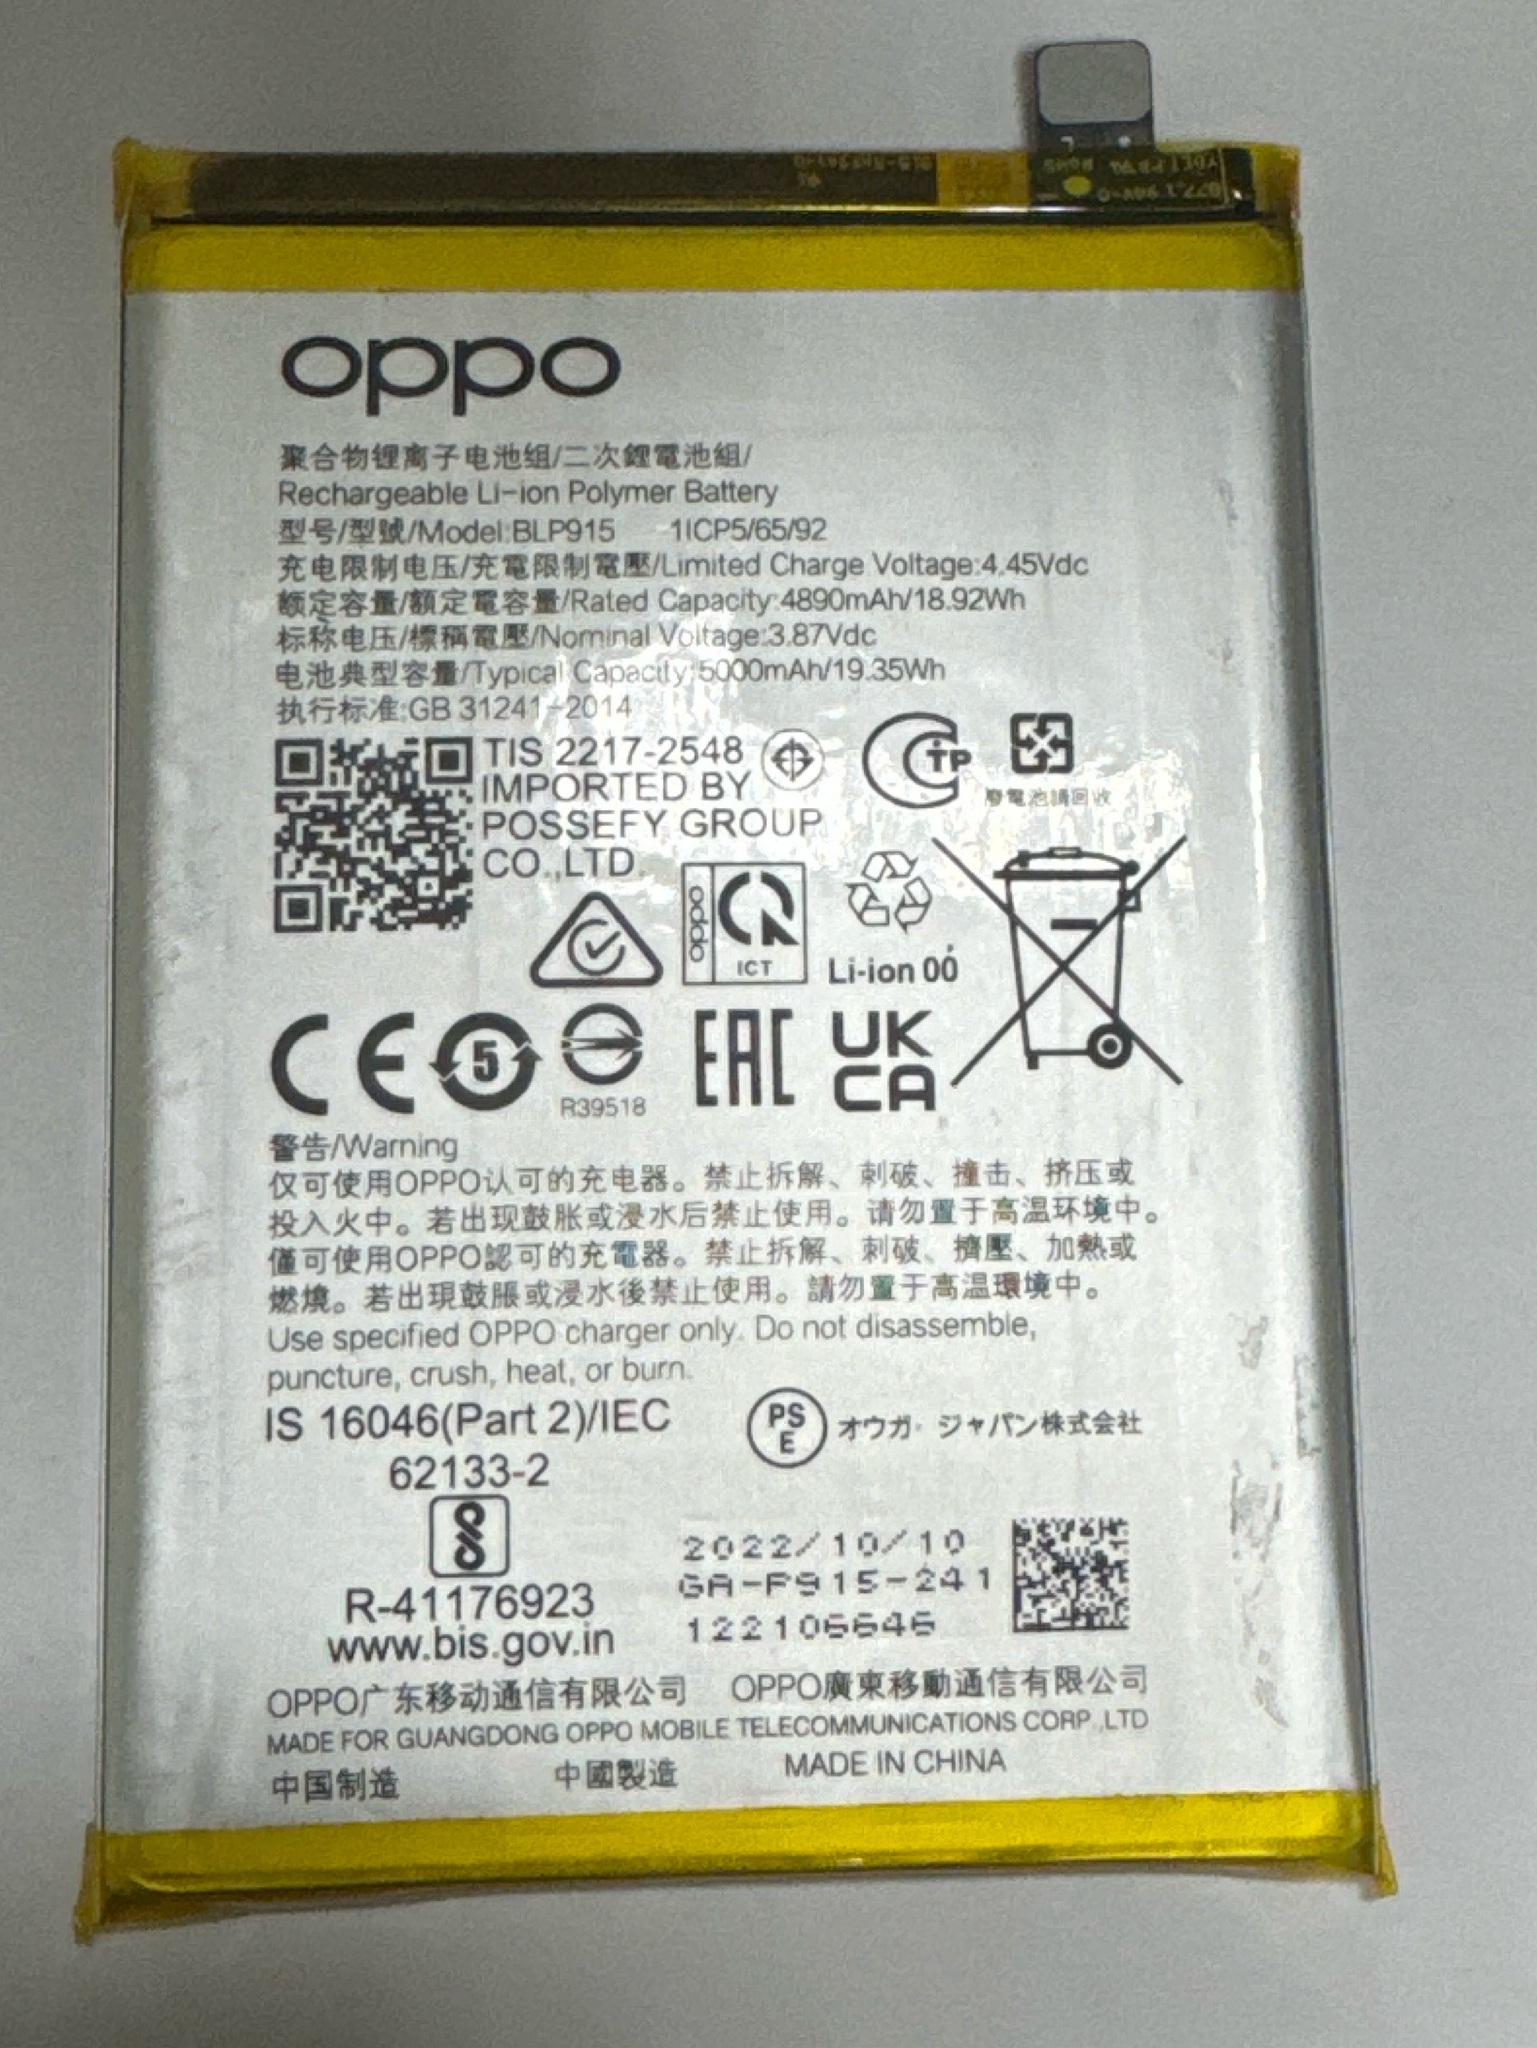 oppo
聚合物锂离子电池组/二次鋰電池組/
Rechargeable Li-ion Polymer Battery
型号/型號/Model:BLP915 1ICP5/65/92
充电限制电压/充電限制電壓/Limited Charge Voltage:4.45Vdc
额定容量/額定電容量/Rated Capacity:4890mAh/18.92Wh
标称电压/標稱電壓/Nominal Voltage:3.87Vdc
电池典型容量/Typical Capacity:5000mAh/19.35Wh
执行标准:GB 31241-2014
TIS 2217-2548
IMPORTED BY
POSSEFY GROUP
CO.,LTD.
TP
廢電池請回收
oppo
ICT
Li-ion 00
CE
5
R39518
EAC
UK
CA
警告/Warning
仅可使用OPPO认可的充电器。禁止拆解、刺破、撞击、挤压或
投入火中。若出现鼓胀或浸水后禁止使用。请勿置于高温环境中。
僅可使用OPPO認可的充電器。禁止拆解、刺破、擠壓、加熱或
燃燒。若出現鼓脹或浸水後禁止使用。請勿置于高温環境中。
Use specified OPPO charger only. Do not disassemble,
puncture, crush, heat, or burn.
IS 16046(Part 2)/IEC
62133-2
PS
E
オウガ・ジャパン株式会社
R-41176923
www.bis.gov.in
2022/10/10
GA-P915-241
122106646
OPPO广东移动通信有限公司 OPPO廣東移動通信有限公司
MADE FOR GUANGDONG OPPO MOBILE TELECOMMUNICATIONS CORP.,LTD
中国制造 中國製造 MADE IN CHINA